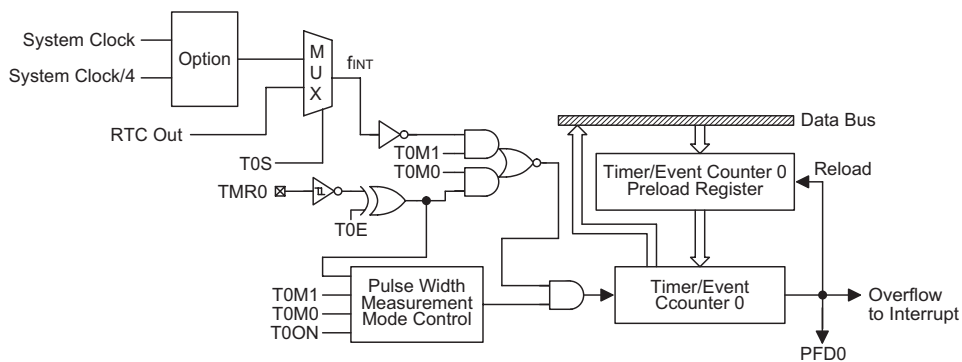 System Clock
System Clock/4
Option
M
U
X
fINT
RTC Out
T0S
T0M1
T0M0
TMR0
T0E
Data Bus
Timer/Event Counter 0
Preload Register
Reload
T0M1
T0M0
T0ON
Pulse Width
Measurement
Mode Control
Timer/Event
Ccounter 0
Overflow
to Interrupt
PFD0